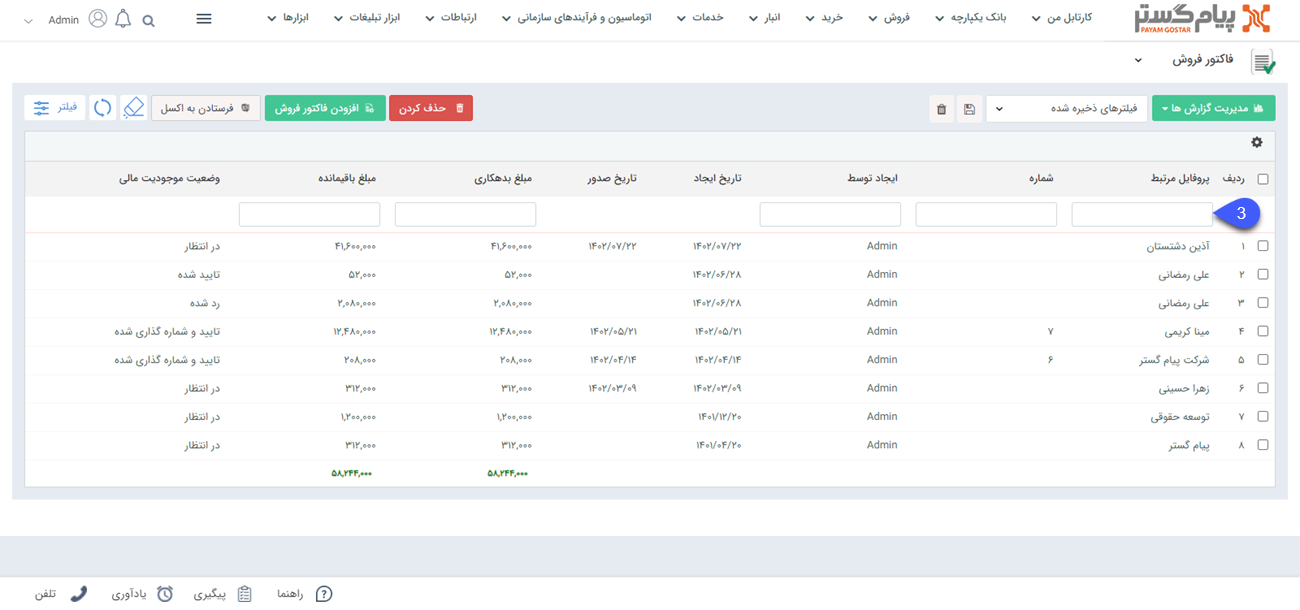 پیام گستر
PAYAM GOSTAR
کارتابل من
بانک یکپارچه
فروش
خرید
انبار
خدمات
اتوماسیون و فرآیندهای سازمانی
ارتباطات
ابزار تبلیغات
ابزارها
Admin
فاکتور فروش
مدیریت گزارش ها
فیلترهای ذخیره شده
حذف کردن
افزودن فاکتور فروش
فرستادن به اکسل
فیلتر
ردیف پروفایل مرتبط شماره ایجاد توسط تاریخ ایجاد تاریخ صدور مبلغ بدهکاری مبلغ باقیمانده وضعیت موجودیت مالی
3
۱ آذین دشتستان Admin ۱۴۰۲/۰۷/۲۲ ۱۴۰۲/۰۷/۲۲ ۴۱,۶۰۰,۰۰۰ ۴۱,۶۰۰,۰۰۰ در انتظار
۲ علی رمضانی Admin ۱۴۰۲/۰۶/۲۸ ۵۲,۰۰۰ ۵۲,۰۰۰ تایید شده
۳ علی رمضانی Admin ۱۴۰۲/۰۶/۲۸ ۲,۰۸۰,۰۰۰ ۲,۰۸۰,۰۰۰ رد شده
۴ مینا کریمی ۷ Admin ۱۴۰۲/۰۵/۲۱ ۱۴۰۲/۰۵/۲۱ ۱۲,۴۸۰,۰۰۰ ۱۲,۴۸۰,۰۰۰ تایید و شماره گذاری شده
۵ شرکت پیام گستر ۶ Admin ۱۴۰۲/۰۴/۱۴ ۱۴۰۲/۰۴/۱۴ ۲۰۸,۰۰۰ ۲۰۸,۰۰۰ تایید و شماره گذاری شده
۶ زهرا حسینی Admin ۱۴۰۲/۰۳/۰۹ ۱۴۰۲/۰۳/۰۹ ۳۱۲,۰۰۰ ۳۱۲,۰۰۰ در انتظار
۷ توسعه حقوقی Admin ۱۴۰۱/۱۲/۲۰ ۱,۲۰۰,۰۰۰ ۱,۲۰۰,۰۰۰ در انتظار
۸ پیام گستر Admin ۱۴۰۱/۰۴/۲۰ ۳۱۲,۰۰۰ ۳۱۲,۰۰۰ در انتظار
۵۸,۲۴۴,۰۰۰ ۵۸,۲۴۴,۰۰۰
راهنما
پیگیری
یادآوری
تلفن